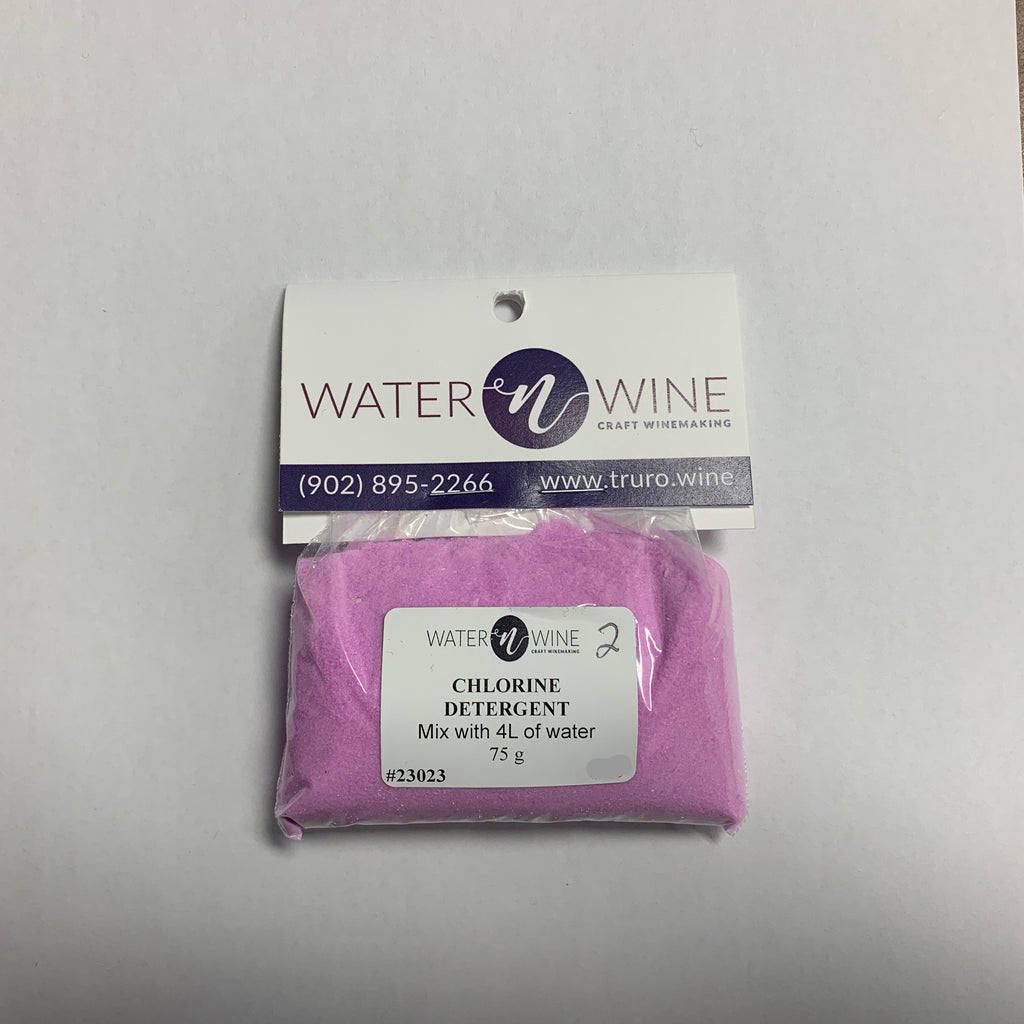 WATER n WINE
CRAFT WINEMAKING
(902) 895-2266 www.truro.wine
WATER n WINE 2
CRAFT WINEMAKING
CHLORINE
DETERGENT
Mix with 4L of water
75 g
#23023